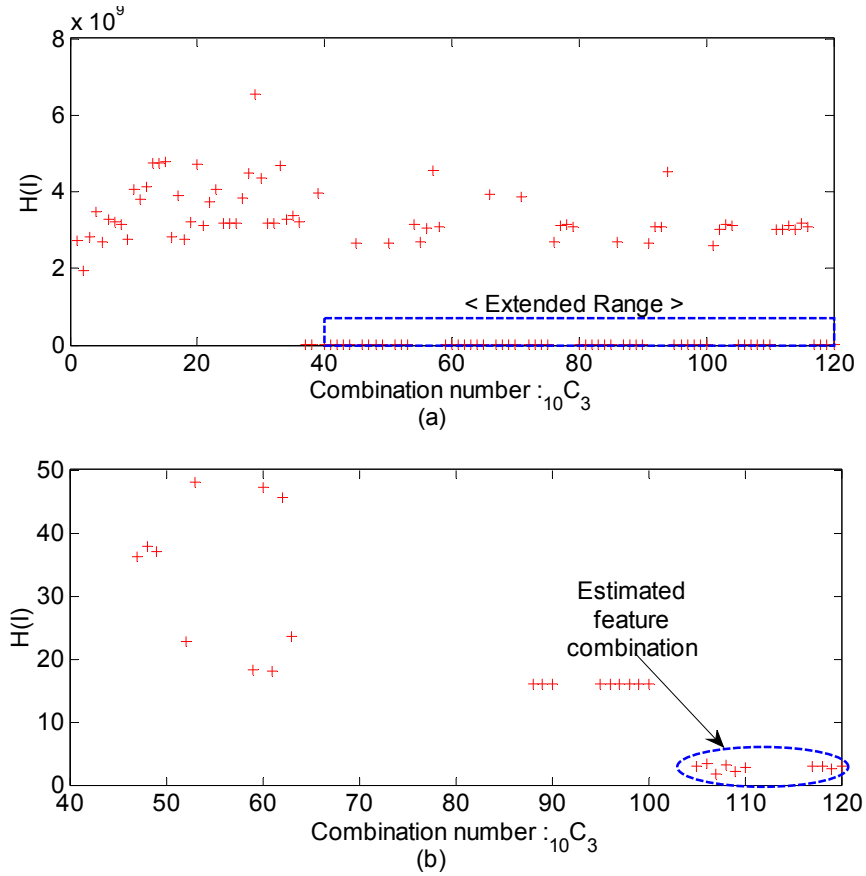 x 10^9
8
6
4
2
0
H(I)
< Extended Range >
0 20 40 60 80 100 120
Combination number :10C3
(a)
50
40
30
20
10
0
H(I)
Estimated
feature
combination
40 50 60 70 80 90 100 110 120
Combination number :10C3
(b)